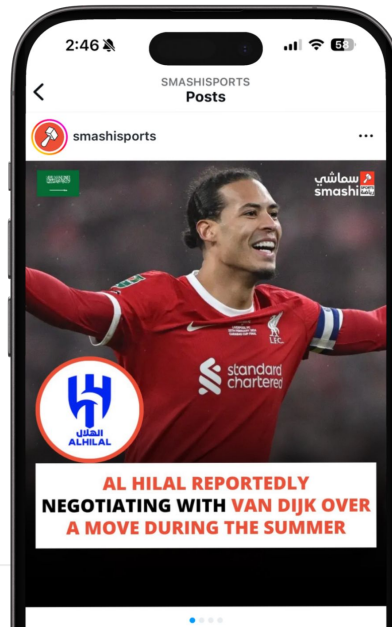 2:46
58
SMASHISPORTS
Posts
smashisports
سماشي
smashi
L.F.C.
standard
chartered
الهلال
ALHILAL
AL HILAL REPORTEDLY
NEGOTIATING WITH VAN DIJK OVER
A MOVE DURING THE SUMMER